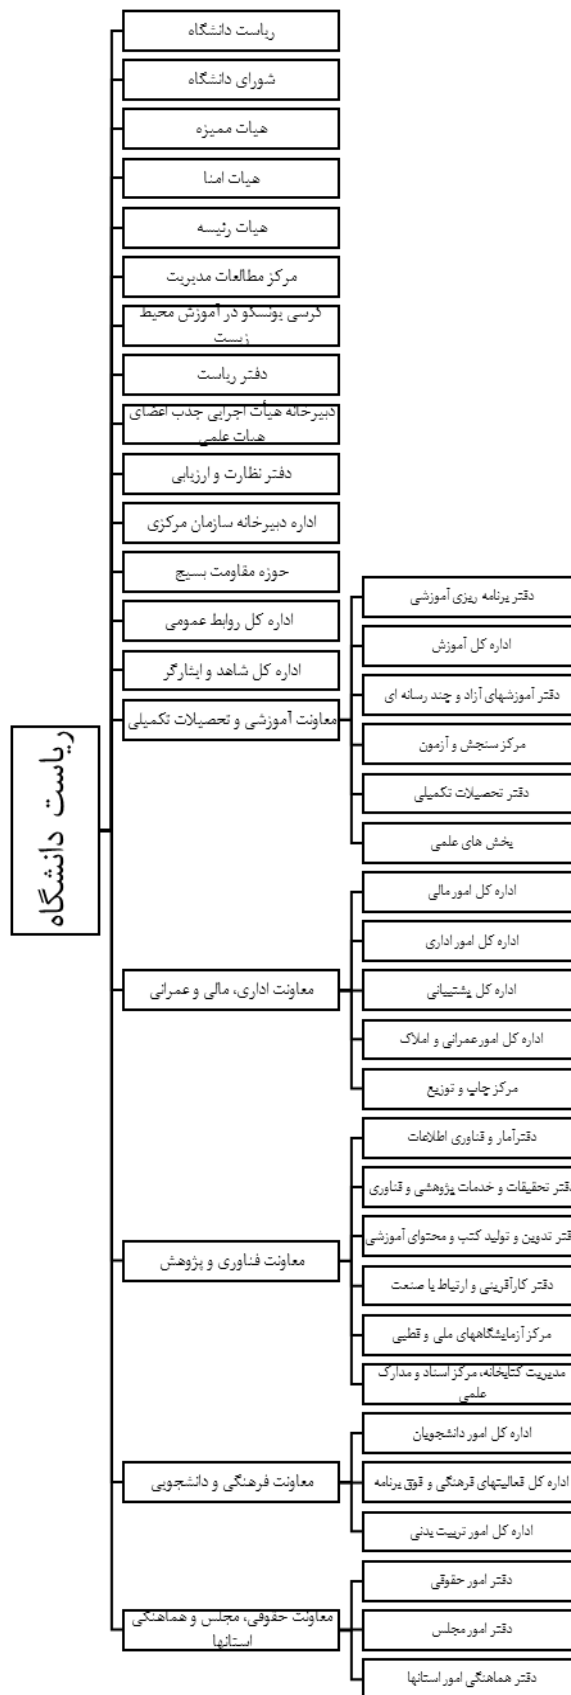 ریاست دانشگاه
ریاست دانشگاه
شورای دانشگاه
هیات ممیزه
هیات امنا
هیات رئیسه
مرکز مطالعات مدیریت
کرسی یونسکو در آموزش محیط
زیست
دفتر ریاست
دبیرخانه هیأت اجرایی جذب اعضای
هیات علمی
دفتر نظارت و ارزیابی
اداره دبیرخانه سازمان مرکزی
حوزه مقاومت بسیج
اداره کل روابط عمومی
اداره کل شاهد و ایثارگر
معاونت آموزشی و تحصیلات تکمیلی
دفتر برنامه ریزی آموزشی
اداره کل آموزش
دفتر آموزشهای آزاد و چند رسانه ای
مرکز سنجش و آزمون
دفتر تحصیلات تکمیلی
بخش های علمی
معاونت اداری، مالی و عمرانی
اداره کل امور مالی
اداره کل امور اداری
اداره کل پشتیبانی
اداره کل امور عمرانی و املاک
مرکز چاپ و توزیع
معاونت فناوری و پژوهش
دفترآمار و فناوری اطلاعات
دفتر تحقیقات و خدمات پژوهشی و فناوری
دفتر تدوین و تولید کتب و محتوای آموزشی
دفتر کارآفرینی و ارتباط با صنعت
مرکز آزمایشگاههای ملی و قطبی
مدیریت کتابخانه، مرکز اسناد و مدارک
علمی
معاونت فرهنگی و دانشجویی
اداره کل امور دانشجویان
اداره کل فعالیتهای فرهنگی و فوق برنامه
اداره کل امور تربیت بدنی
معاونت حقوقی، مجلس و هماهنگی
استانها
دفتر امور حقوقی
دفتر امور مجلس
دفتر هماهنگی امور استانها